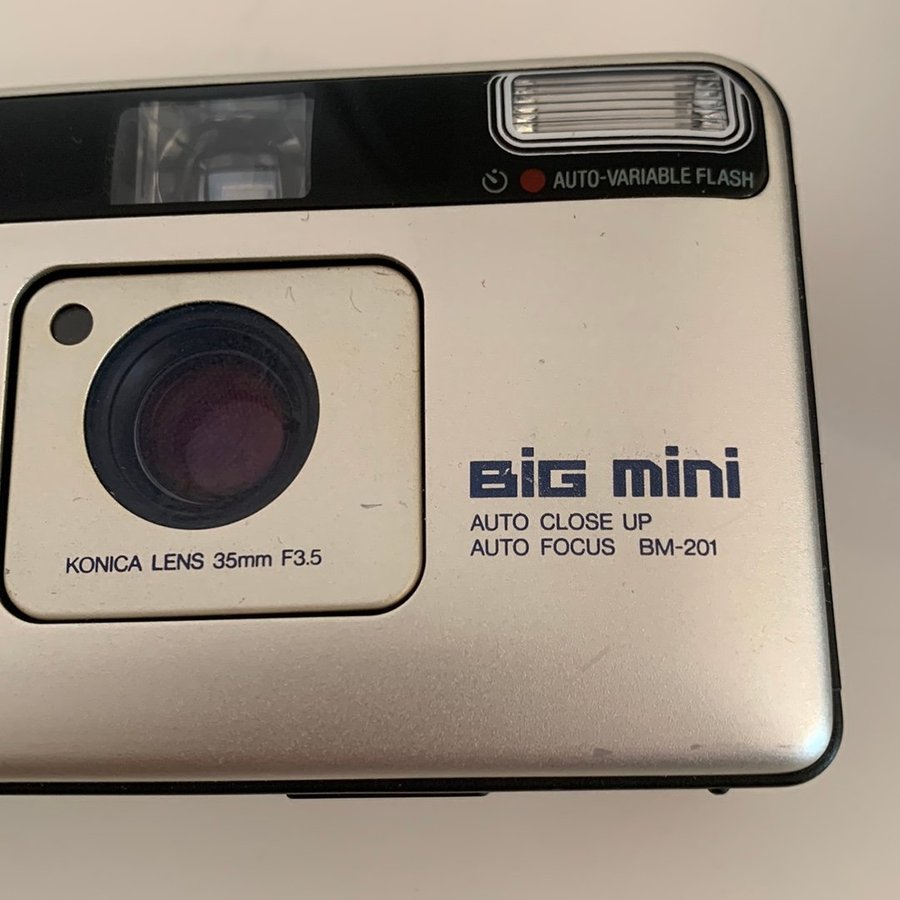 AUTO-VARIABLE FLASH
BiG mini
AUTO CLOSE UP
AUTO FOCUS BM-201
KONICA LENS 35mm F3.5